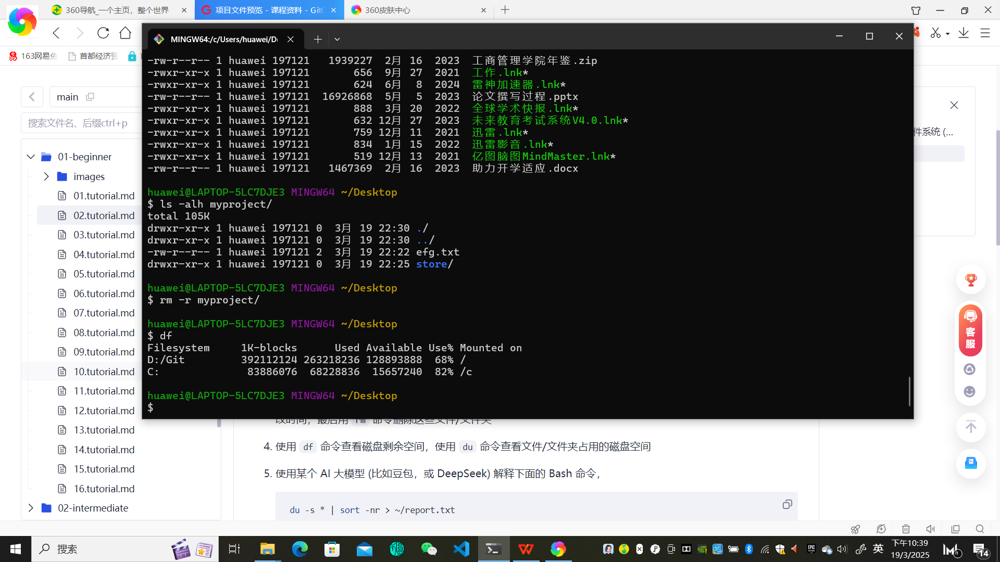 360导航_一个主页，整个世界
项目文件预览 - 课程资料 - Git
360皮肤中心
163网易免
首都经济贸
MINGW64:/c/Users/huawei/D
main
搜索文件名、后缀ctrl+p
01-beginner
images
01.tutorial.md
02.tutorial.md
03.tutorial.md
04.tutorial.md
05.tutorial.md
06.tutorial.md
07.tutorial.md
08.tutorial.md
09.tutorial.md
10.tutorial.md
11.tutorial.md
12.tutorial.md
13.tutorial.md
14.tutorial.md
15.tutorial.md
16.tutorial.md
02-intermediate
-rw-r--r-- 1 huawei 197121 1939227 2月 16 2023 工商管理学院年鉴.zip
-rwxr-xr-x 1 huawei 197121 656 9月 27 2021 工作.lnk*
-rwxr-xr-x 1 huawei 197121 624 6月 8 2024 雷神加速器.lnk*
-rw-r--r-- 1 huawei 197121 16926868 5月 5 2023 论文撰写过程.pptx
-rwxr-xr-x 1 huawei 197121 888 3月 20 2022 全球学术快报.lnk*
-rwxr-xr-x 1 huawei 197121 632 12月 27 2023 未来教育考试系统V4.0.lnk*
-rwxr-xr-x 1 huawei 197121 759 12月 11 2021 迅雷.lnk*
-rwxr-xr-x 1 huawei 197121 834 1月 15 2022 迅雷影音.lnk*
-rwxr-xr-x 1 huawei 197121 519 12月 13 2021 亿图脑图MindMaster.lnk*
-rw-r--r-- 1 huawei 197121 1467369 2月 16 2023 助力开学适应.docx
huawei@LAPTOP-5LC7DJE3 MINGW64 ~/Desktop
$ ls -alh myproject/
total 105K
drwxr-xr-x 1 huawei 197121 0 3月 19 22:30 ./
drwxr-xr-x 1 huawei 197121 0 3月 19 22:30 ../
-rw-r--r-- 1 huawei 197121 2 3月 19 22:22 efg.txt
drwxr-xr-x 1 huawei 197121 0 3月 19 22:25 store/
huawei@LAPTOP-5LC7DJE3 MINGW64 ~/Desktop
$ rm -r myproject/
huawei@LAPTOP-5LC7DJE3 MINGW64 ~/Desktop
$ df
Filesystem 1K-blocks Used Available Use% Mounted on
D:/Git 392112124 263218236 128893888 68% /
C: 83886076 68228836 15657240 82% /c
huawei@LAPTOP-5LC7DJE3 MINGW64 ~/Desktop
$
件系统 (...
改时间，最后用 rm 命令删除这些文件/文件夹
4. 使用 df 命令查看磁盘剩余空间，使用 du 命令查看文件/文件夹占用的磁盘空间
5. 使用某个 AI 大模型 (比如豆包，或 DeepSeek) 解释下面的 Bash 命令，
du -s * | sort -nr > ~/report.txt
客服
搜索
英
下午10:39
19/3/2025
14